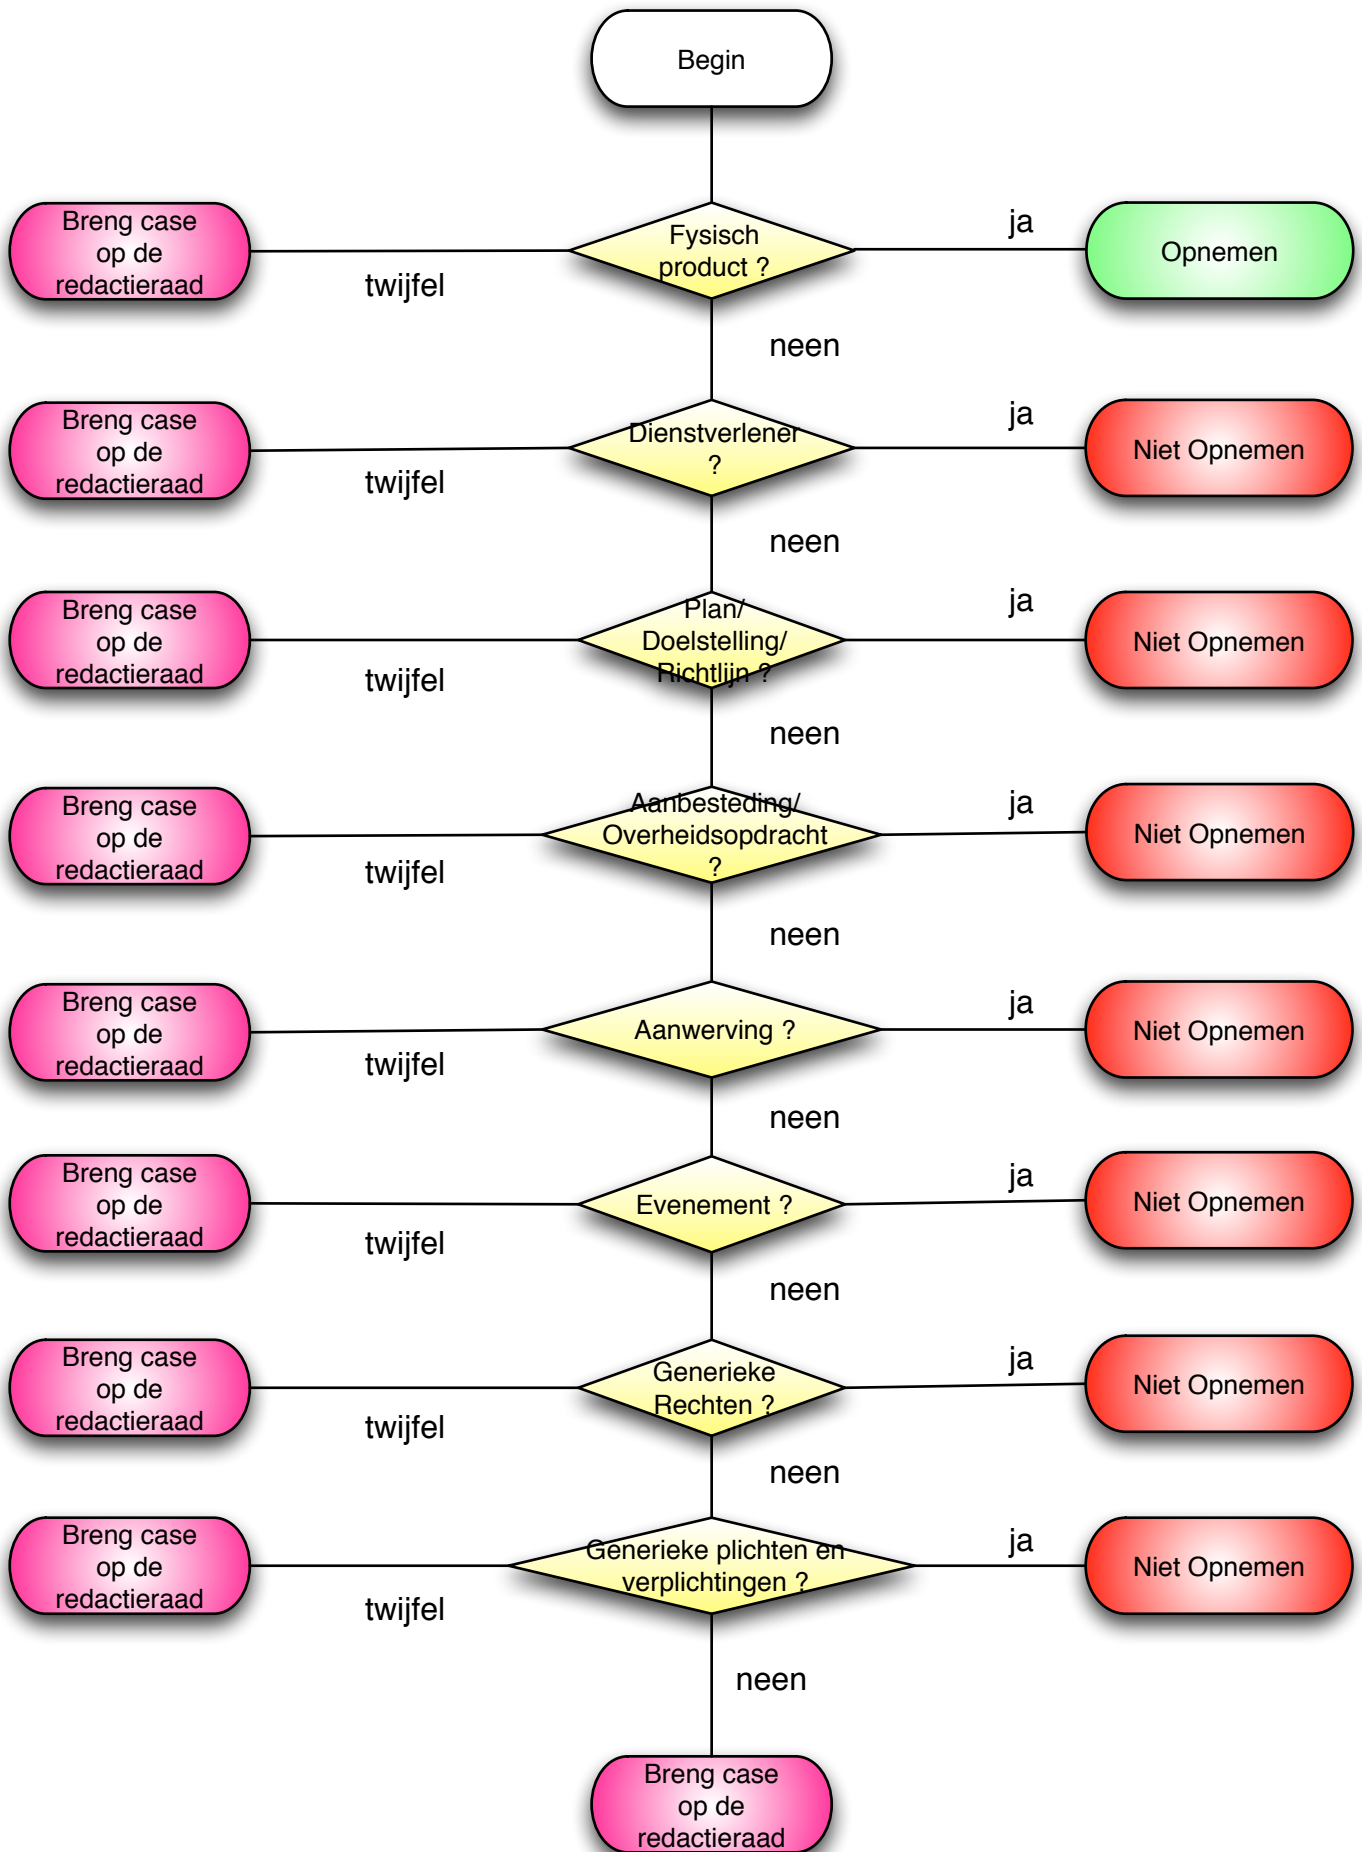 Begin
Breng case
op de
redactieraad
twijfel
Fysisch
product ?
ja
Opnemen
neen
Breng case
op de
redactieraad
twijfel
Dienstverlener
?
ja
Niet Opnemen
neen
Breng case
op de
redactieraad
twijfel
Plan/
Doelstelling/
Richtlijn ?
ja
Niet Opnemen
neen
Breng case
op de
redactieraad
twijfel
Aanbesteding/
Overheidsopdracht
?
ja
Niet Opnemen
neen
Breng case
op de
redactieraad
twijfel
Aanwerving ?
ja
Niet Opnemen
neen
Breng case
op de
redactieraad
twijfel
Evenement ?
ja
Niet Opnemen
neen
Breng case
op de
redactieraad
twijfel
Generieke
Rechten ?
ja
Niet Opnemen
neen
Breng case
op de
redactieraad
twijfel
Generieke plichten en
verplichtingen ?
ja
Niet Opnemen
neen
Breng case
op de
redactieraad